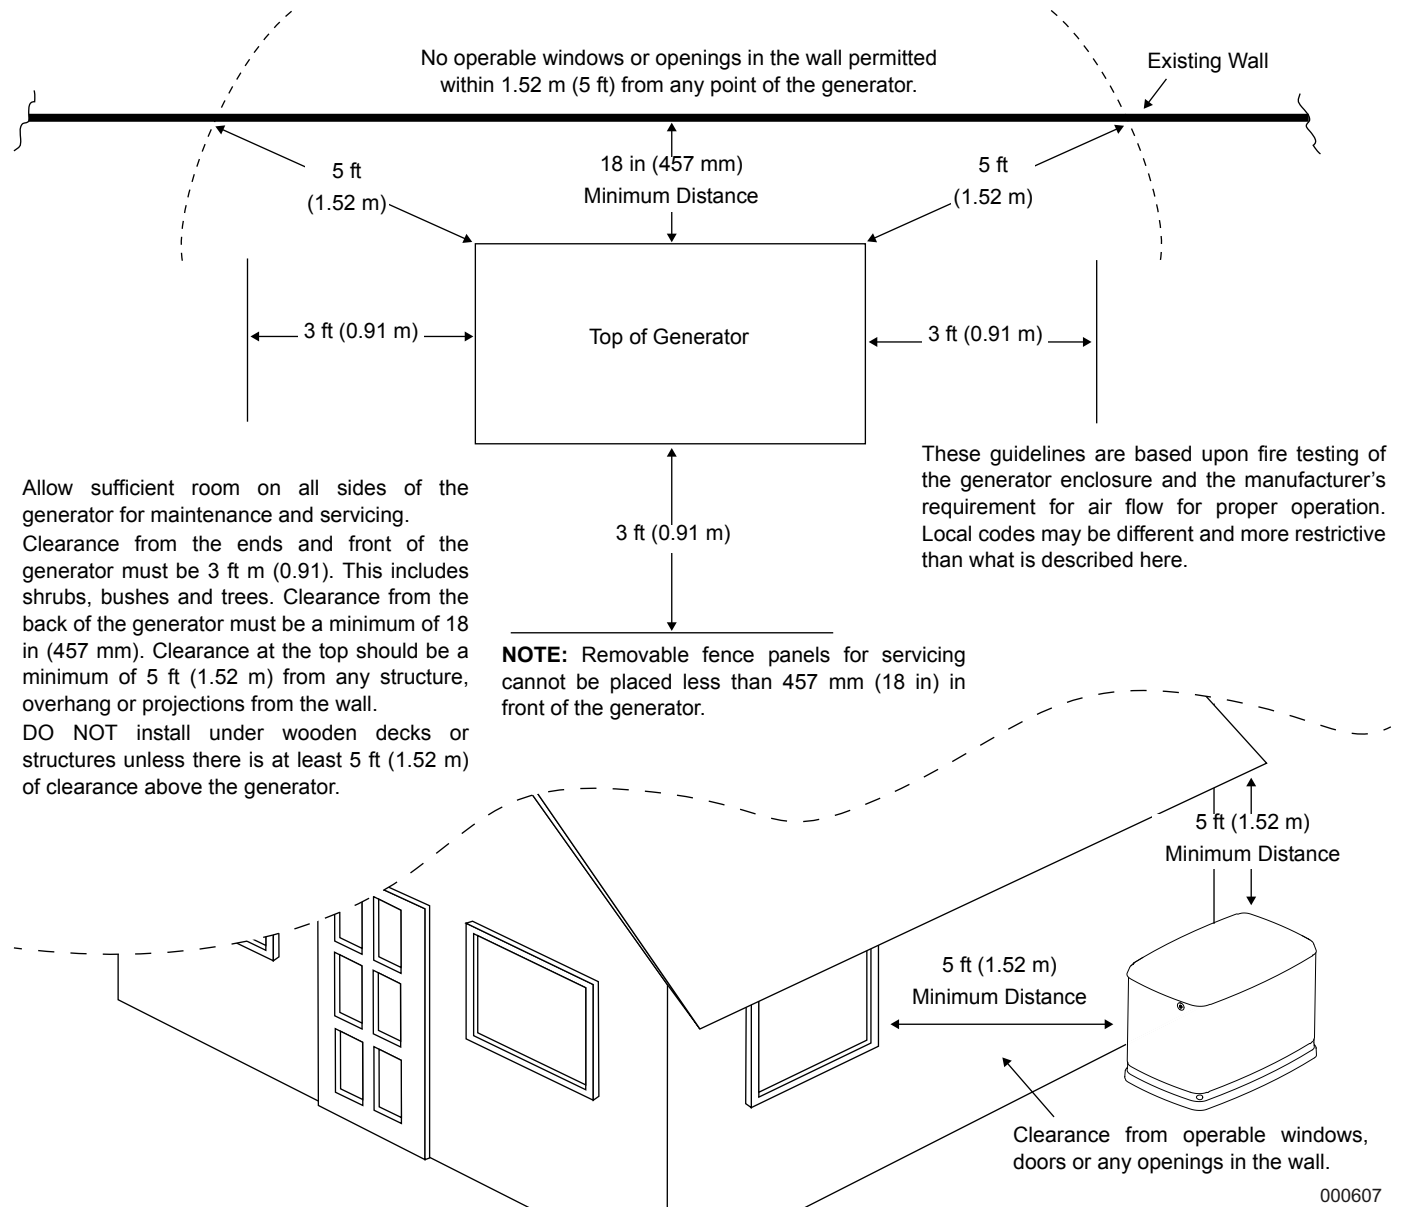 No operable windows or openings in the wall permitted
within 1.52 m (5 ft) from any point of the generator.
Existing Wall
5 ft
(1.52 m)
18 in (457 mm)
Minimum Distance
5 ft
(1.52 m)
3 ft (0.91 m)
Top of Generator
3 ft (0.91 m)
3 ft (0.91 m)
These guidelines are based upon fire testing of
the generator enclosure and the manufacturer's
requirement for air flow for proper operation.
Local codes may be different and more restrictive
than what is described here.
Allow sufficient room on all sides of the
generator for maintenance and servicing.
Clearance from the ends and front of the
generator must be 3 ft m (0.91). This includes
shrubs, bushes and trees. Clearance from the
back of the generator must be a minimum of 18
in (457 mm). Clearance at the top should be a
minimum of 5 ft (1.52 m) from any structure,
overhang or projections from the wall.
DO NOT install under wooden decks or
structures unless there is at least 5 ft (1.52 m)
of clearance above the generator.
NOTE: Removable fence panels for servicing
cannot be placed less than 457 mm (18 in) in
front of the generator.
5 ft (1.52 m)
Minimum Distance
5 ft (1.52 m)
Minimum Distance
Clearance from operable windows,
doors or any openings in the wall.
000607